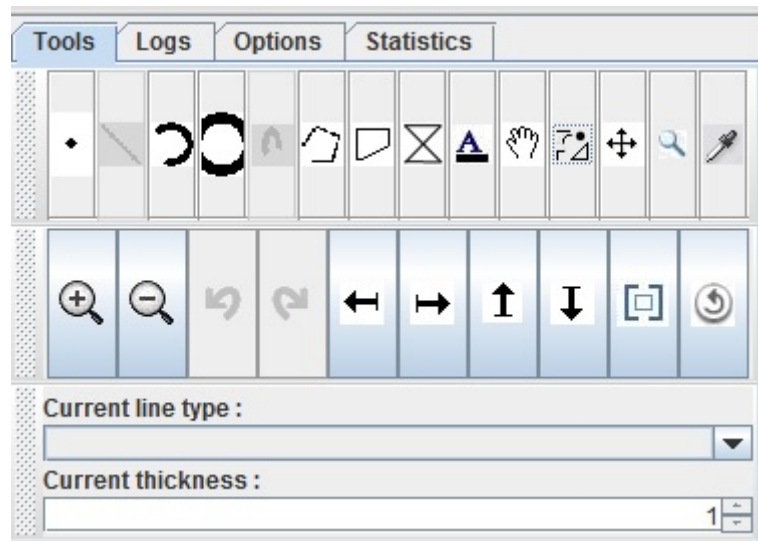 Tools Logs Options Statistics
A
Current line type :
Current thickness :
1